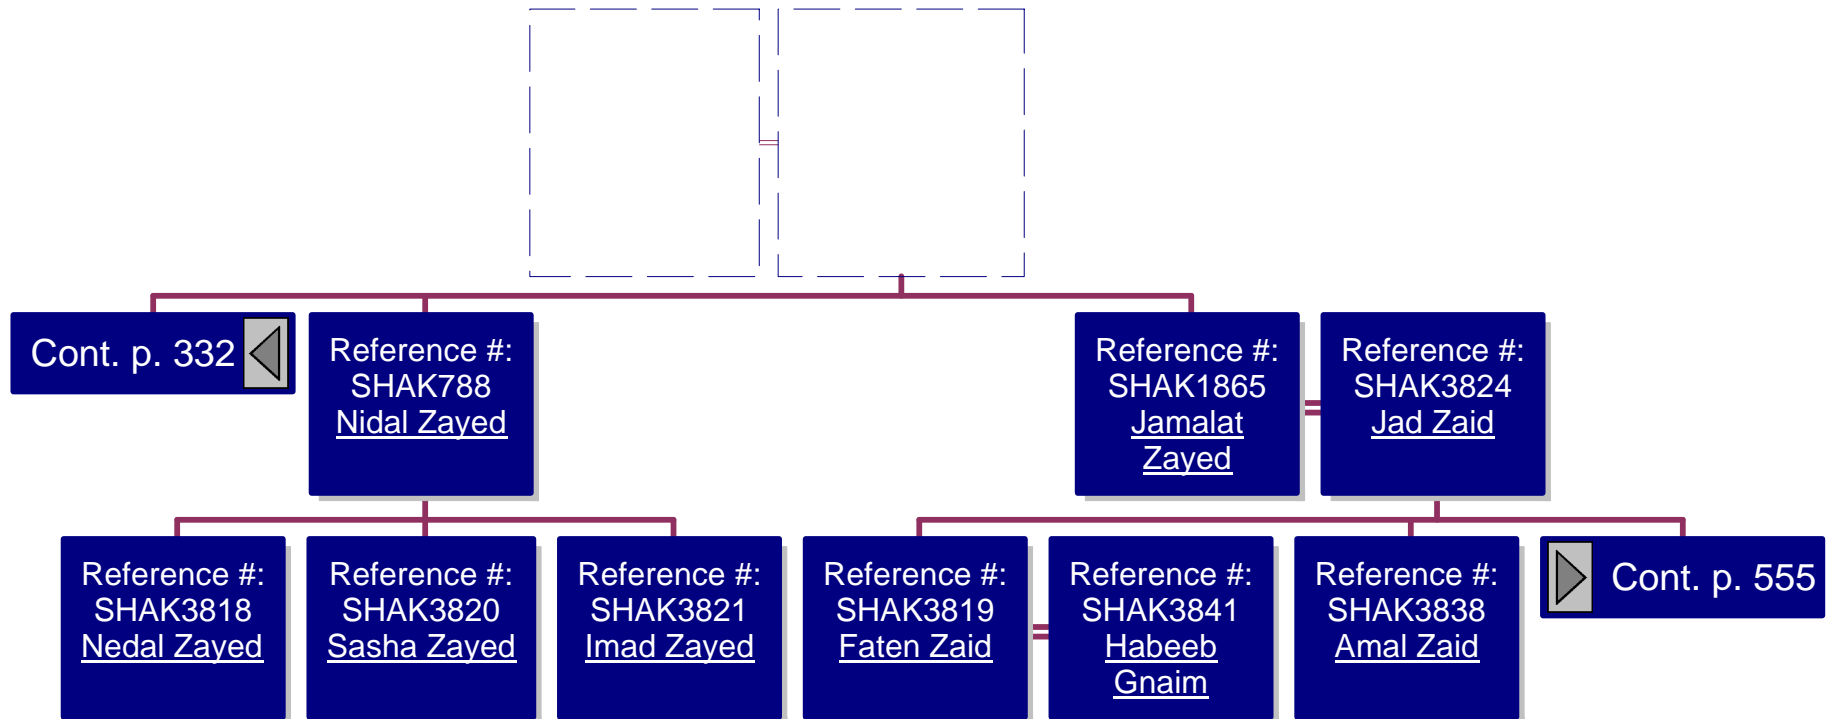 Cont. p. 332
Reference #:
SHAK788
Nidal Zayed
Reference #:
SHAK1865
Jamalat
Zayed
Reference #:
SHAK3824
Jad Zaid
Reference #:
SHAK3818
Nedal Zayed
Reference #:
SHAK3820
Sasha Zayed
Reference #:
SHAK3821
Imad Zayed
Reference #:
SHAK3819
Faten Zaid
Reference #:
SHAK3841
Habeeb
Gnaim
Reference #:
SHAK3838
Amal Zaid
Cont. p. 555